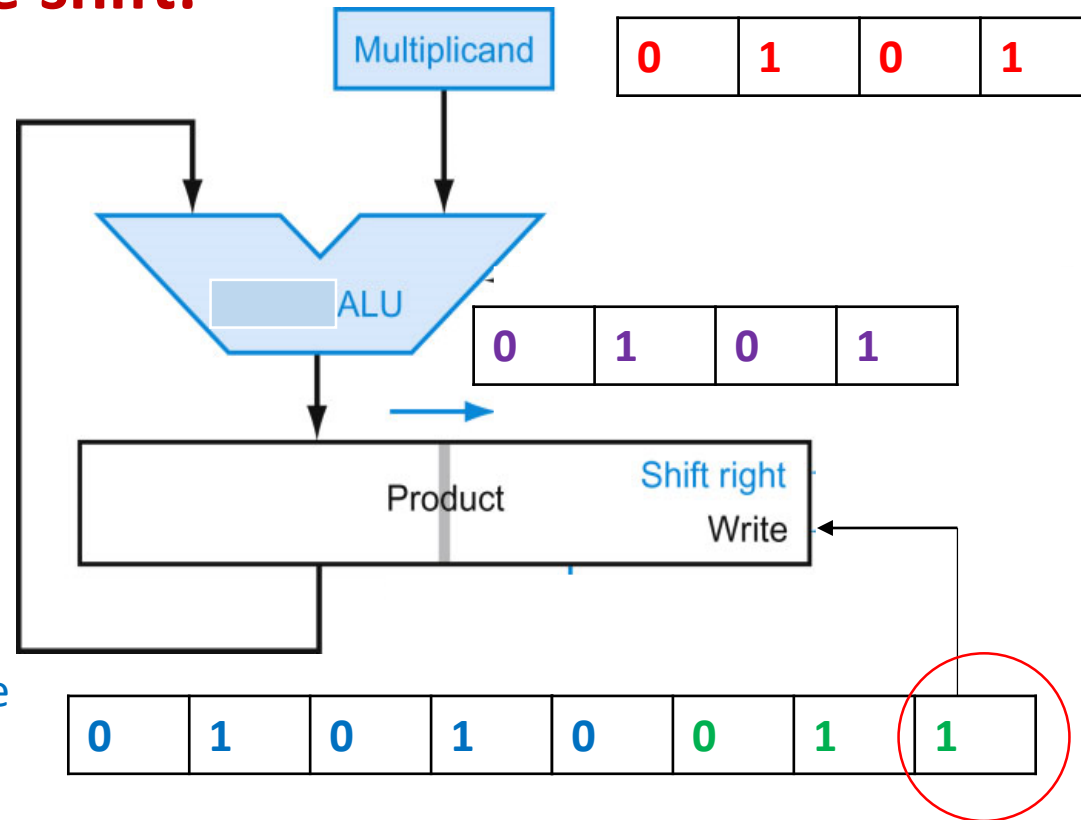 e shift.
Multiplicand
0 1 0 1
ALU
0 1 0 1
Product
Shift right
Write
e
0 1 0 1 0 0 1 1